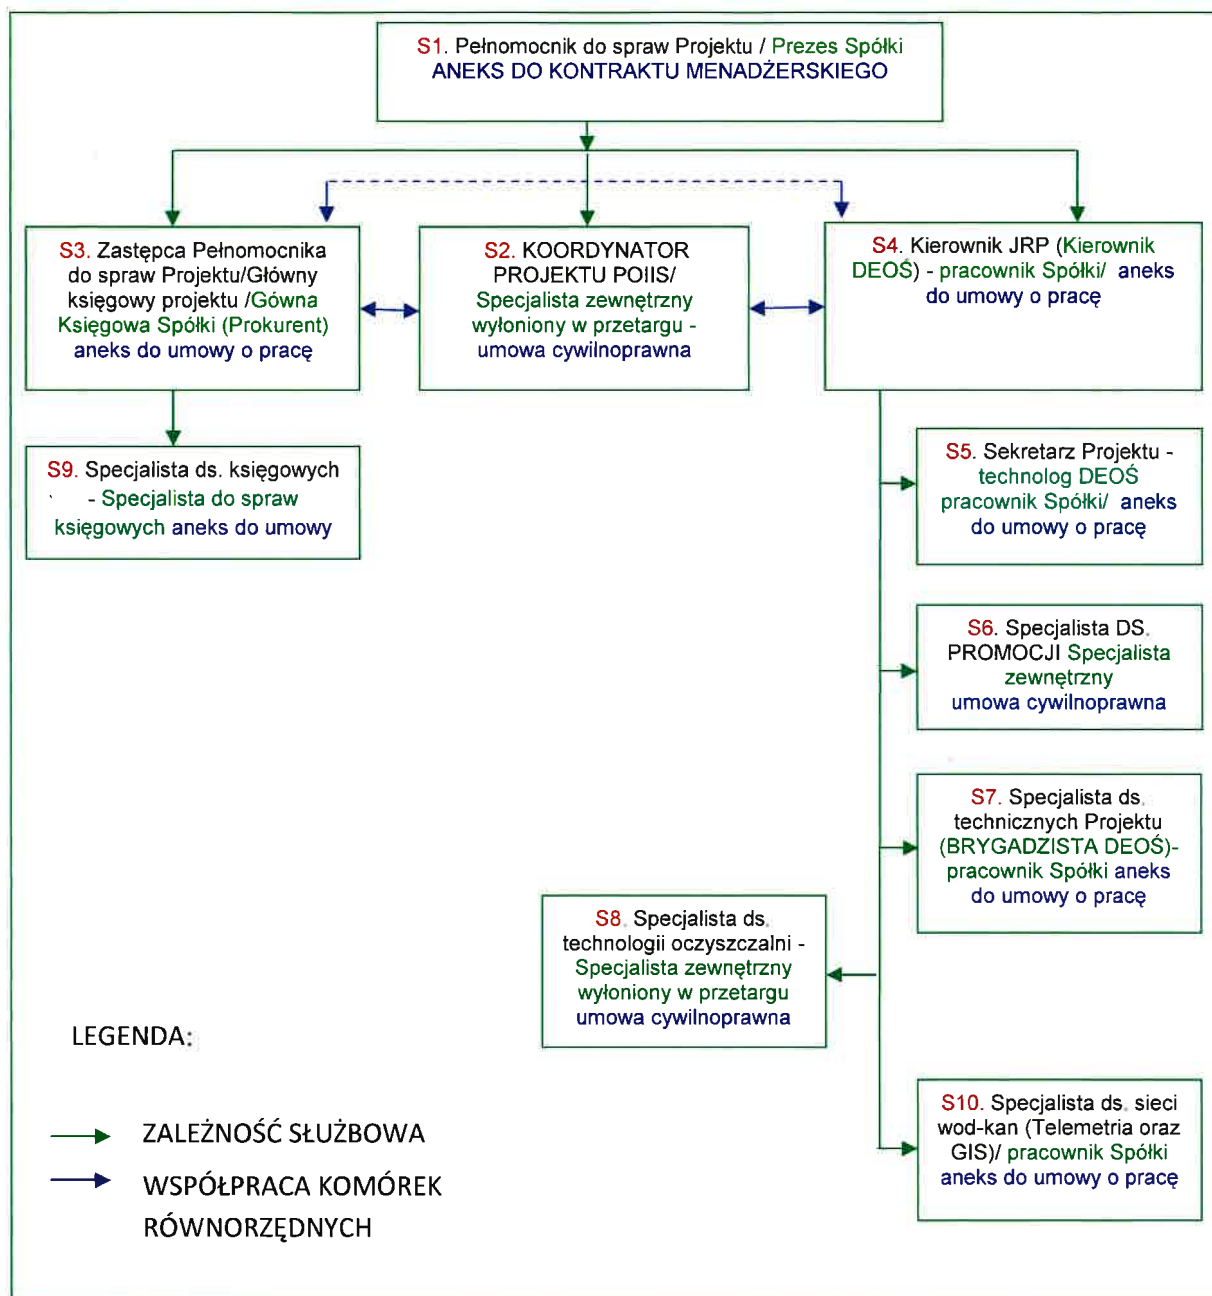 S1. Pełnomocnik do spraw Projektu / Prezes Spółki
ANEKS DO KONTRAKTU MENADŻERSKIEGO
S3. Zastępca Pełnomocnika
do spraw Projektu/Główny
księgowy projektu /Gówna
Księgowa Spółki (Prokurent)
aneks do umowy o pracę
S2. KOORDYNATOR
PROJEKTU POIIS/
Specjalista zewnętrzny
wyłoniony w przetargu -
umowa cywilnoprawna
S4. Kierownik JRP (Kierownik
DEOŚ) - pracownik Spółki/ aneks
do umowy o pracę
S9. Specjalista ds. księgowych
- Specjalista do spraw
księgowych aneks do umowy
S5. Sekretarz Projektu -
technolog DEOŚ
pracownik Spółki/ aneks
do umowy o pracę
S6. Specjalista DS.
PROMOCJI Specjalista
zewnętrzny
umowa cywilnoprawna
S7. Specjalista ds.
technicznych Projektu
(BRYGADZISTA DEOŚ)-
pracownik Spółki aneks
do umowy o pracę
S8. Specjalista ds.
technologii oczyszczalni -
Specjalista zewnętrzny
wyłoniony w przetargu
umowa cywilnoprawna
S10. Specjalista ds. sieci
wod-kan (Telemetria oraz
GIS)/ pracownik Spółki
aneks do umowy o pracę
LEGENDA:
ZALEŻNOŚĆ SŁUŻBOWA
WSPÓŁPRACA KOMÓREK
RÓWNORZĘDNYCH